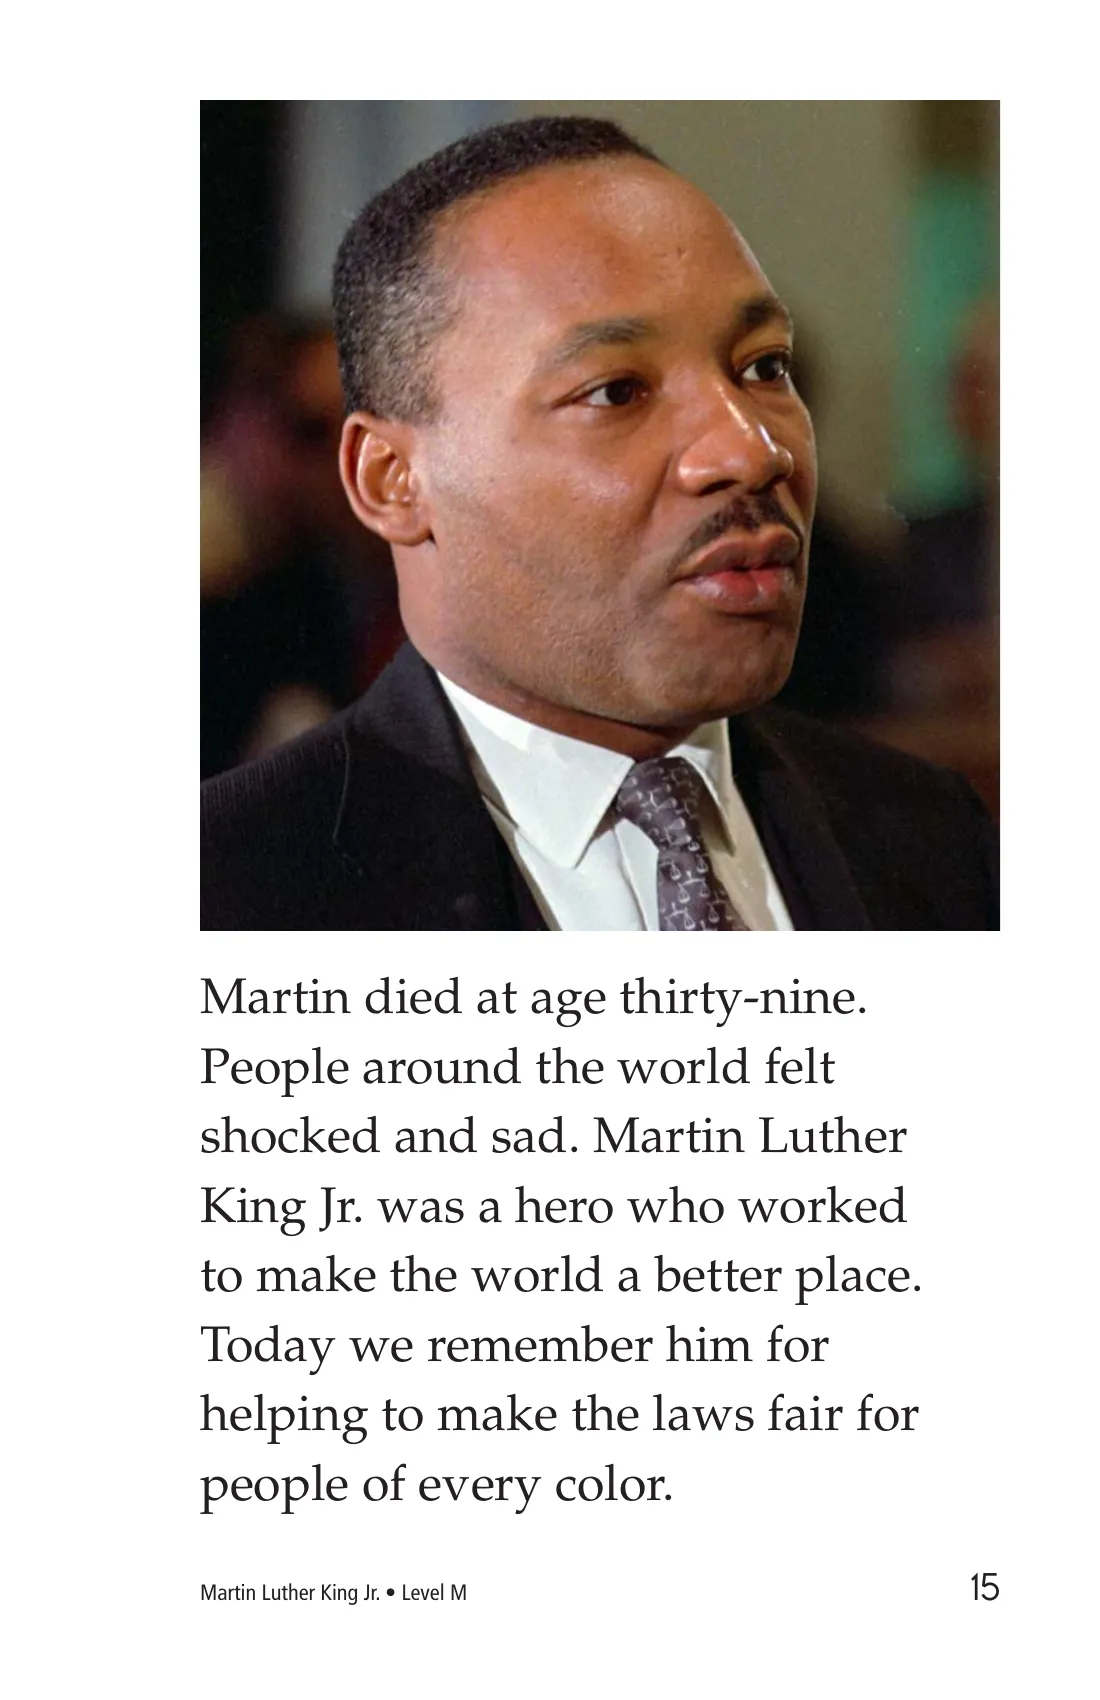 Martin died at age thirty-nine.
People around the world felt
shocked and sad. Martin Luther
King Jr. was a hero who worked
to make the world a better place.
Today we remember him for
helping to make the laws fair for
people of every color.
Martin Luther King Jr. • Level M
15